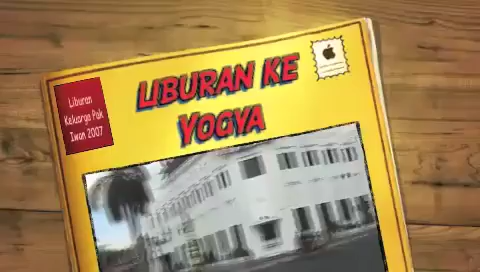 LIBURAN KE
YOGYA
Liburan
Keluarga Pak
Iwan 2007